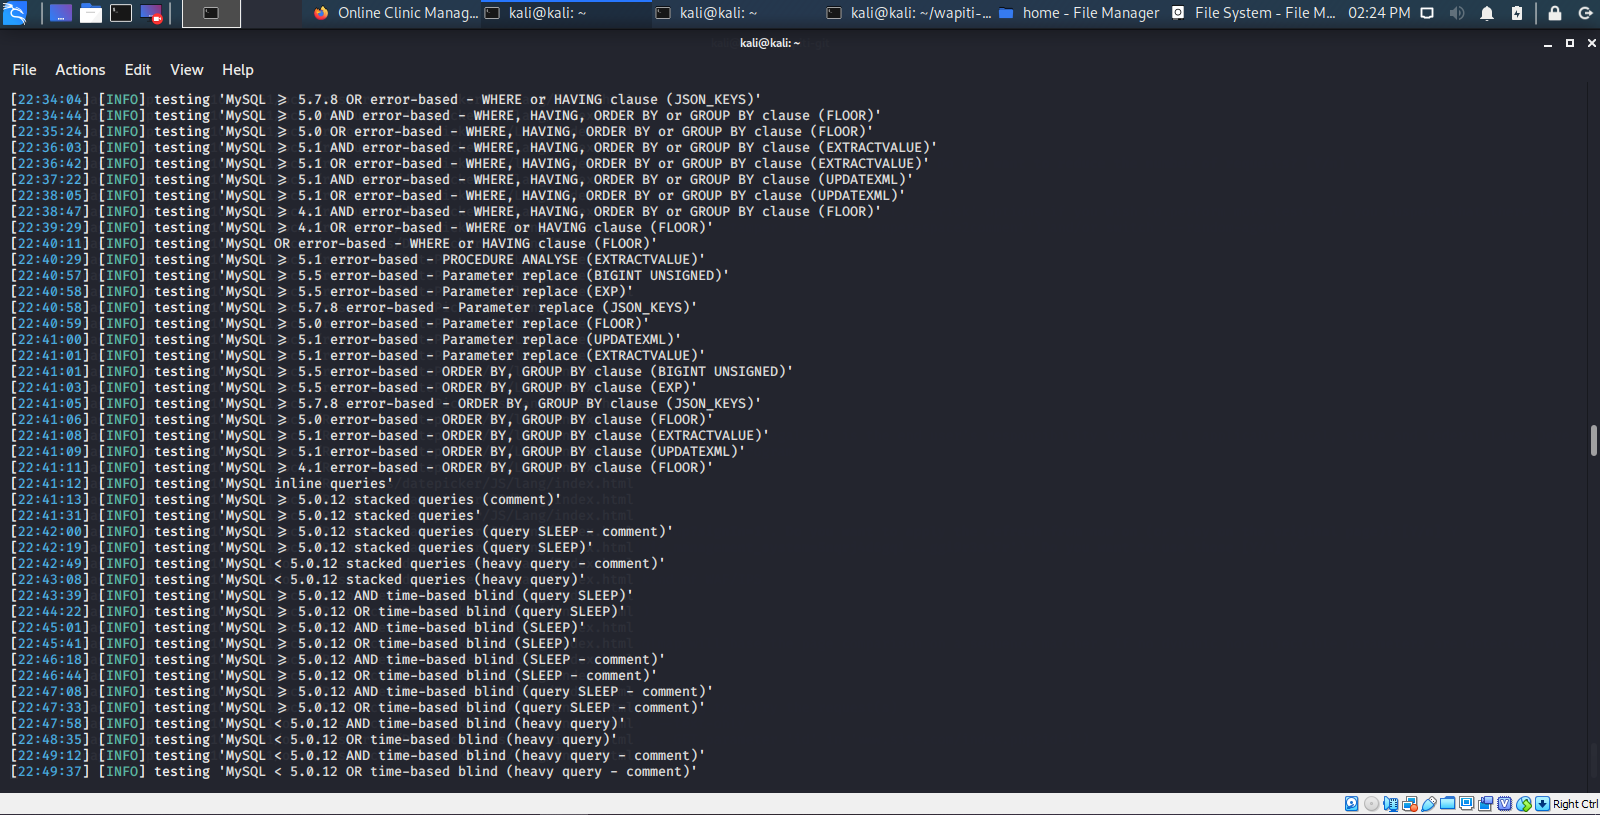 Online Clinic Manag...
kali@kali: ~
kali@kali: ~
kali@kali: ~/wapiti-...
home - File Manager
File System - File M...
02:24 PM
kali@kali: ~
File Actions Edit View Help
[22:34:04] [INFO] testing 'MySQL ≥ 5.7.8 OR error-based - WHERE or HAVING clause (JSON_KEYS)'
[22:34:44] [INFO] testing 'MySQL ≥ 5.0 AND error-based - WHERE, HAVING, ORDER BY or GROUP BY clause (FLOOR)'
[22:35:24] [INFO] testing 'MySQL ≥ 5.0 OR error-based - WHERE, HAVING, ORDER BY or GROUP BY clause (FLOOR)'
[22:36:03] [INFO] testing 'MySQL ≥ 5.1 AND error-based - WHERE, HAVING, ORDER BY or GROUP BY clause (EXTRACTVALUE)'
[22:36:42] [INFO] testing 'MySQL ≥ 5.1 OR error-based - WHERE, HAVING, ORDER BY or GROUP BY clause (EXTRACTVALUE)'
[22:37:22] [INFO] testing 'MySQL ≥ 5.1 AND error-based - WHERE, HAVING, ORDER BY or GROUP BY clause (UPDATEXML)'
[22:38:05] [INFO] testing 'MySQL ≥ 5.1 OR error-based - WHERE, HAVING, ORDER BY or GROUP BY clause (UPDATEXML)'
[22:38:47] [INFO] testing 'MySQL ≥ 4.1 AND error-based - WHERE, HAVING, ORDER BY or GROUP BY clause (FLOOR)'
[22:39:29] [INFO] testing 'MySQL ≥ 4.1 OR error-based - WHERE or HAVING clause (FLOOR)'
[22:40:11] [INFO] testing 'MySQL OR error-based - WHERE or HAVING clause (FLOOR)'
[22:40:29] [INFO] testing 'MySQL ≥ 5.1 error-based - PROCEDURE ANALYSE (EXTRACTVALUE)'
[22:40:57] [INFO] testing 'MySQL ≥ 5.5 error-based - Parameter replace (BIGINT UNSIGNED)'
[22:40:58] [INFO] testing 'MySQL ≥ 5.5 error-based - Parameter replace (EXP)'
[22:40:58] [INFO] testing 'MySQL ≥ 5.7.8 error-based - Parameter replace (JSON_KEYS)'
[22:40:59] [INFO] testing 'MySQL ≥ 5.0 error-based - Parameter replace (FLOOR)'
[22:41:00] [INFO] testing 'MySQL ≥ 5.1 error-based - Parameter replace (UPDATEXML)'
[22:41:01] [INFO] testing 'MySQL ≥ 5.1 error-based - Parameter replace (EXTRACTVALUE)'
[22:41:01] [INFO] testing 'MySQL ≥ 5.5 error-based - ORDER BY, GROUP BY clause (BIGINT UNSIGNED)'
[22:41:03] [INFO] testing 'MySQL ≥ 5.5 error-based - ORDER BY, GROUP BY clause (EXP)'
[22:41:05] [INFO] testing 'MySQL ≥ 5.7.8 error-based - ORDER BY, GROUP BY clause (JSON_KEYS)'
[22:41:06] [INFO] testing 'MySQL ≥ 5.0 error-based - ORDER BY, GROUP BY clause (FLOOR)'
[22:41:08] [INFO] testing 'MySQL ≥ 5.1 error-based - ORDER BY, GROUP BY clause (EXTRACTVALUE)'
[22:41:09] [INFO] testing 'MySQL ≥ 5.1 error-based - ORDER BY, GROUP BY clause (UPDATEXML)'
[22:41:11] [INFO] testing 'MySQL ≥ 4.1 error-based - ORDER BY, GROUP BY clause (FLOOR)'
[22:41:12] [INFO] testing 'MySQL inline queries'
[22:41:13] [INFO] testing 'MySQL ≥ 5.0.12 stacked queries (comment)'
[22:41:31] [INFO] testing 'MySQL ≥ 5.0.12 stacked queries'
[22:42:00] [INFO] testing 'MySQL ≥ 5.0.12 stacked queries (query SLEEP - comment)'
[22:42:19] [INFO] testing 'MySQL ≥ 5.0.12 stacked queries (query SLEEP)'
[22:42:49] [INFO] testing 'MySQL < 5.0.12 stacked queries (heavy query - comment)'
[22:43:08] [INFO] testing 'MySQL < 5.0.12 stacked queries (heavy query)'
[22:43:39] [INFO] testing 'MySQL ≥ 5.0.12 AND time-based blind (query SLEEP)'
[22:44:22] [INFO] testing 'MySQL ≥ 5.0.12 OR time-based blind (query SLEEP)'
[22:45:01] [INFO] testing 'MySQL ≥ 5.0.12 AND time-based blind (SLEEP)'
[22:45:41] [INFO] testing 'MySQL ≥ 5.0.12 OR time-based blind (SLEEP)'
[22:46:18] [INFO] testing 'MySQL ≥ 5.0.12 AND time-based blind (SLEEP - comment)'
[22:46:44] [INFO] testing 'MySQL ≥ 5.0.12 OR time-based blind (SLEEP - comment)'
[22:47:08] [INFO] testing 'MySQL ≥ 5.0.12 AND time-based blind (query SLEEP - comment)'
[22:47:33] [INFO] testing 'MySQL ≥ 5.0.12 OR time-based blind (query SLEEP - comment)'
[22:47:58] [INFO] testing 'MySQL < 5.0.12 AND time-based blind (heavy query)'
[22:48:35] [INFO] testing 'MySQL < 5.0.12 OR time-based blind (heavy query)'
[22:49:12] [INFO] testing 'MySQL < 5.0.12 AND time-based blind (heavy query - comment)'
[22:49:37] [INFO] testing 'MySQL < 5.0.12 OR time-based blind (heavy query - comment)'
Right Ctrl